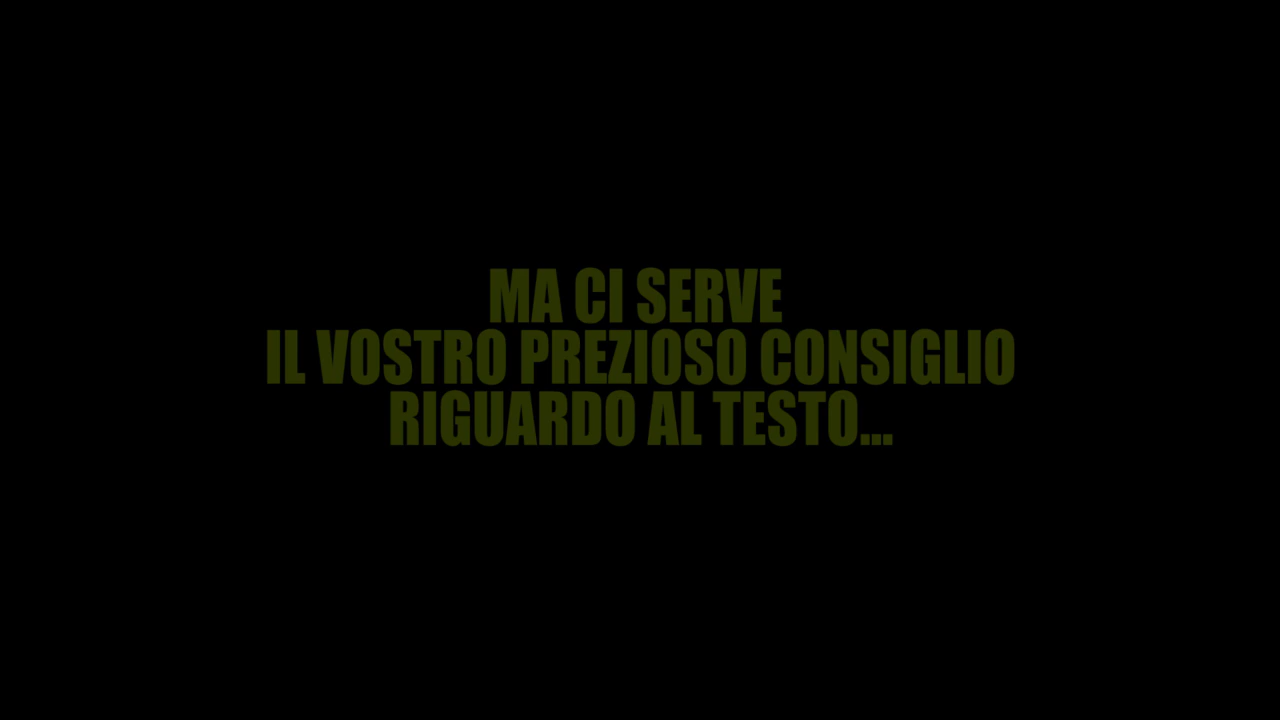 MA CI SERVE
IL VOSTRO PREZIOSO CONSIGLIO
RIGUARDO AL TESTO...